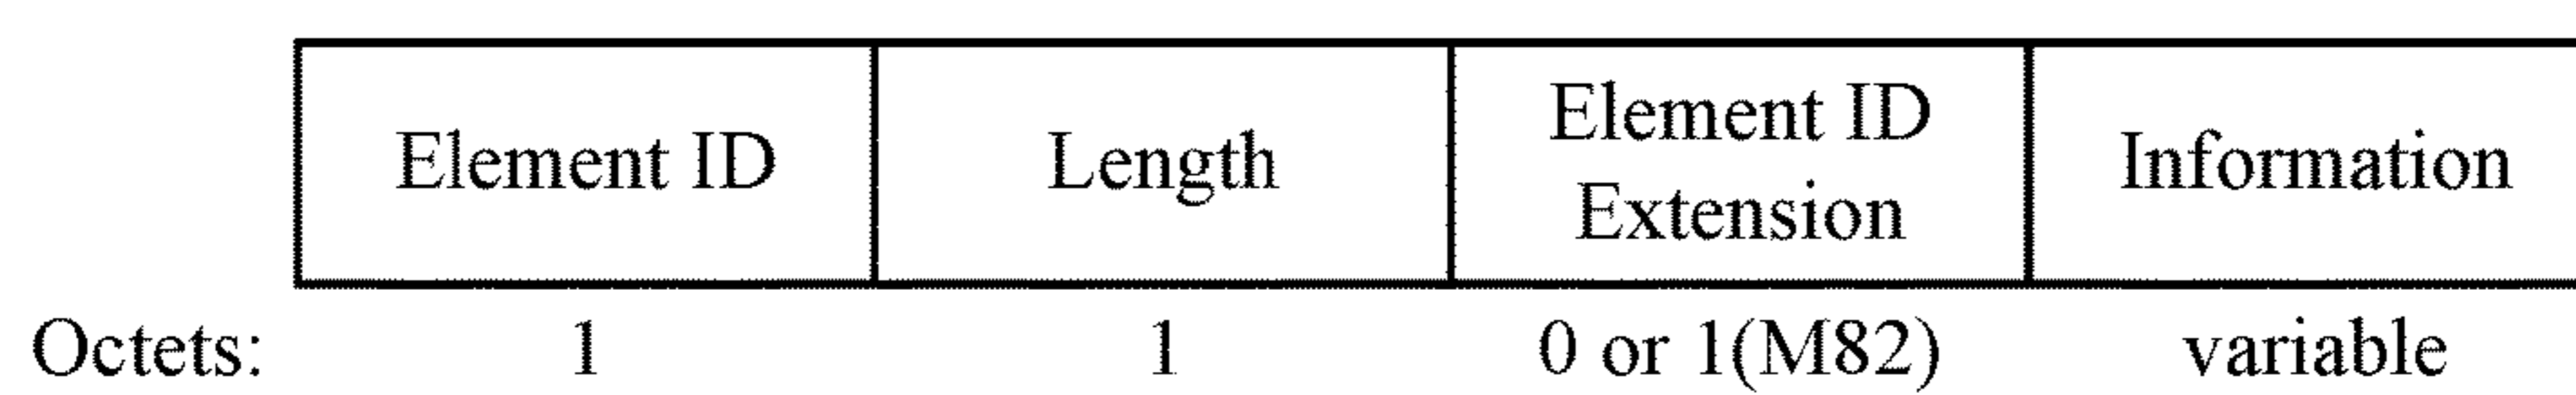 Element ID
Length
Element ID
Extension
Information
Octets:
1
1
0 or 1(M82)
variable